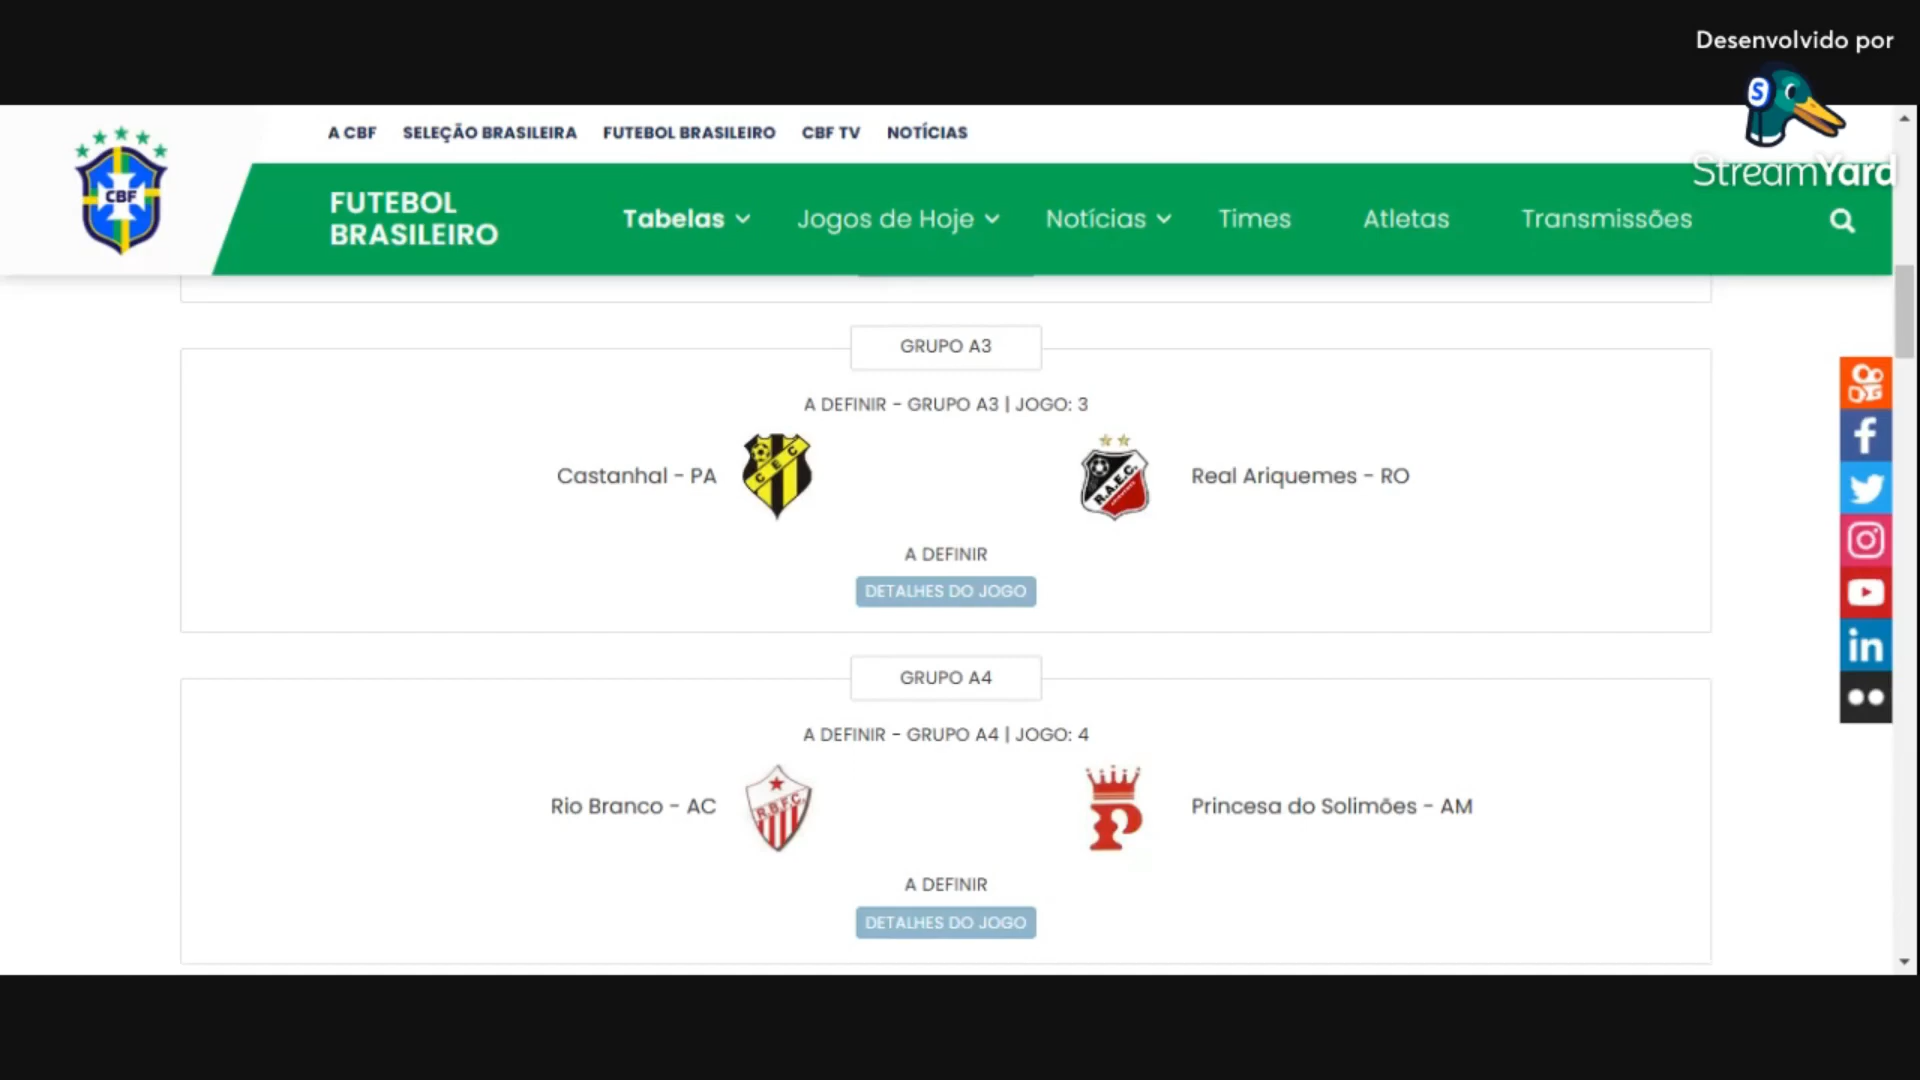 Desenvolvido por
StreamYard
A CBF SELEÇÃO BRASILEIRA FUTEBOL BRASILEIRO CBF TV NOTÍCIAS
CBF
FUTEBOL
BRASILEIRO
Tabelas Jogos de Hoje Notícias Times Atletas Transmissões
GRUPO A3
A DEFINIR - GRUPO A3 | JOGO: 3
Castanhal - PA
C E C
R.A.E.C.
Real Ariquemes - RO
A DEFINIR
DETALHES DO JOGO
GRUPO A4
A DEFINIR - GRUPO A4 | JOGO: 4
Rio Branco - AC
R.B.F.C.
P
Princesa do Solimões - AM
A DEFINIR
DETALHES DO JOGO